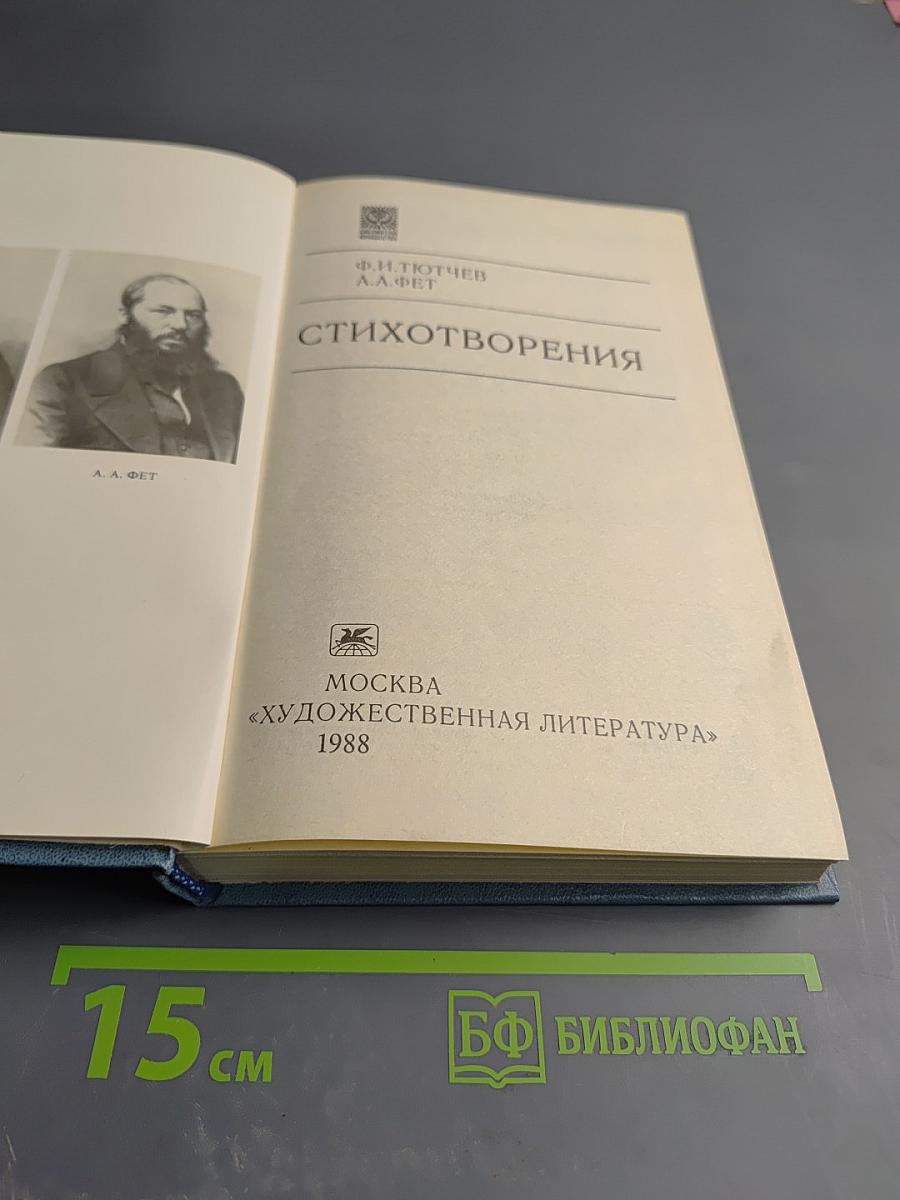 Ф.И.ТЮТЧЕВ
А.А.ФЕТ
СТИХОТВОРЕНИЯ
А. А. ФЕТ
МОСКВА
«ХУДОЖЕСТВЕННАЯ ЛИТЕРАТУРА»
1988
15 см
БФ БИБЛИОФАН